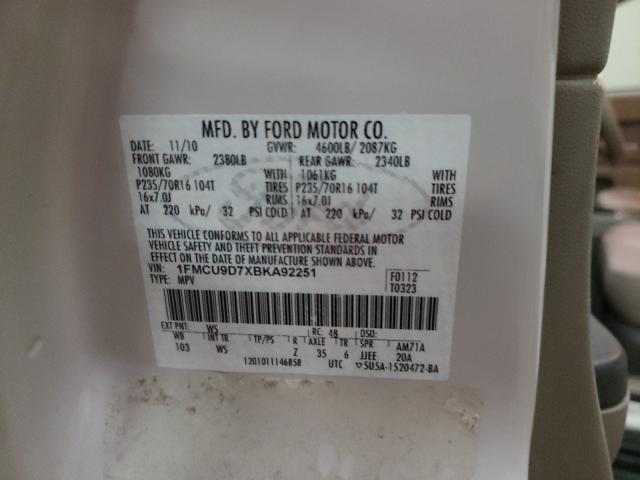 MFD. BY FORD MOTOR CO.
DATE: 11/10 GVWR: 4600LB/ 2087KG
FRONT GAWR: 2380LB REAR GAWR: 2340LB
1080KG WITH 1061KG WITH
P235/70R16 104T TIRES P235/70R16 104T TIRES
16x7.0J RIMS 16x7.0J RIMS
AT 220 kPa/ 32 PSI COLD AT 220 kPa/ 32 PSI COLD
THIS VEHICLE CONFORMS TO ALL APPLICABLE FEDERAL MOTOR
VEHICLE SAFETY AND THEFT PREVENTION STANDARDS IN
EFFECT ON THE DATE OF MANUFACTURE SHOWN ABOVE.
VIN: 1FMCU9D7XBKA92251 F0112
TYPE: MPV T0323
EXT PNT: WS RC: 48 DSO:
WB INT TR TP/PS R AXLE TR SPR AM71A
103 WS Z 35 6 JJEE 20A
1201011146858 UTC ▽5U5A-1520472-BA